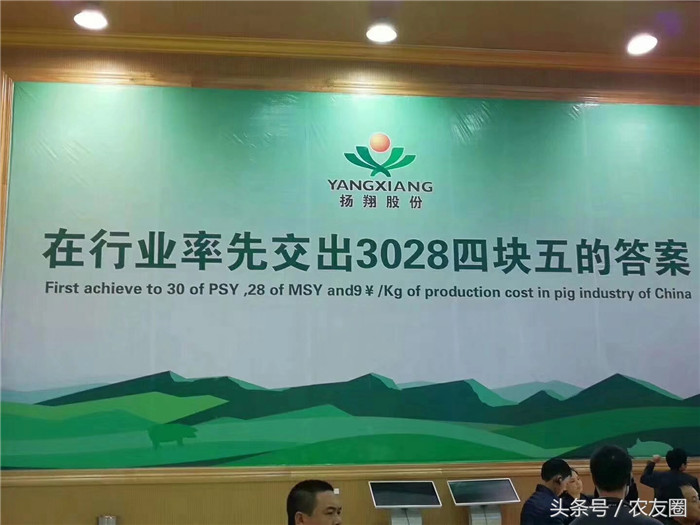 YANGXIANG
扬翔股份
在行业率先交出3028四块五的答案
First achieve to 30 of PSY ,28 of MSY and9￥/Kg of production cost in pig industry of China
头条号／农友圈